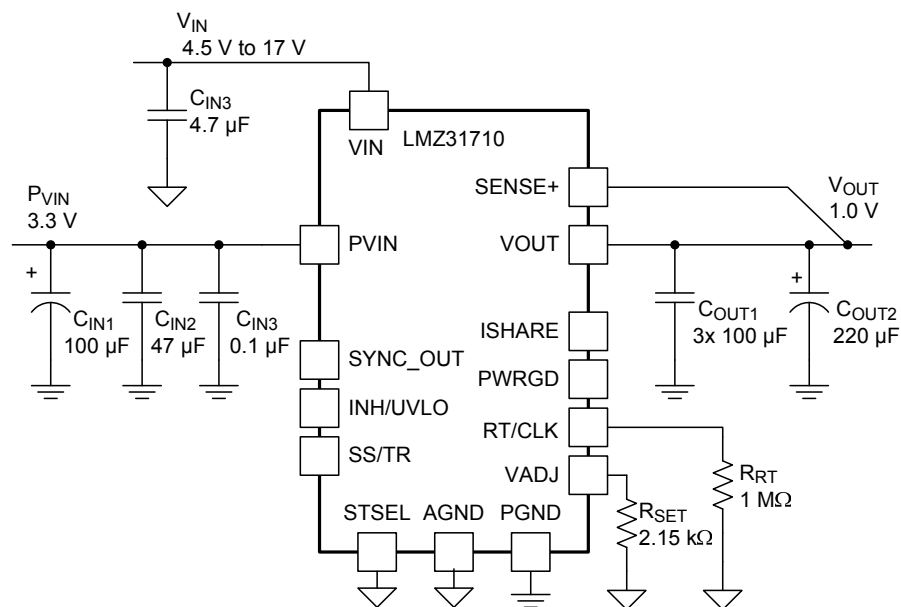 VIN
4.5 V to 17 V
CIN3
4.7 µF
VIN
LMZ31710
SENSE+
VOUT
1.0 V
PVIN
3.3 V
PVIN
VOUT
+
CIN1
100 µF
CIN2
47 µF
CIN3
0.1 µF
COUT1
3x 100 µF
+
COUT2
220 µF
ISHARE
SYNC_OUT
PWRGD
INH/UVLO
RT/CLK
SS/TR
VADJ
RRT
1 MΩ
STSEL
AGND
PGND
RSET
2.15 kΩ